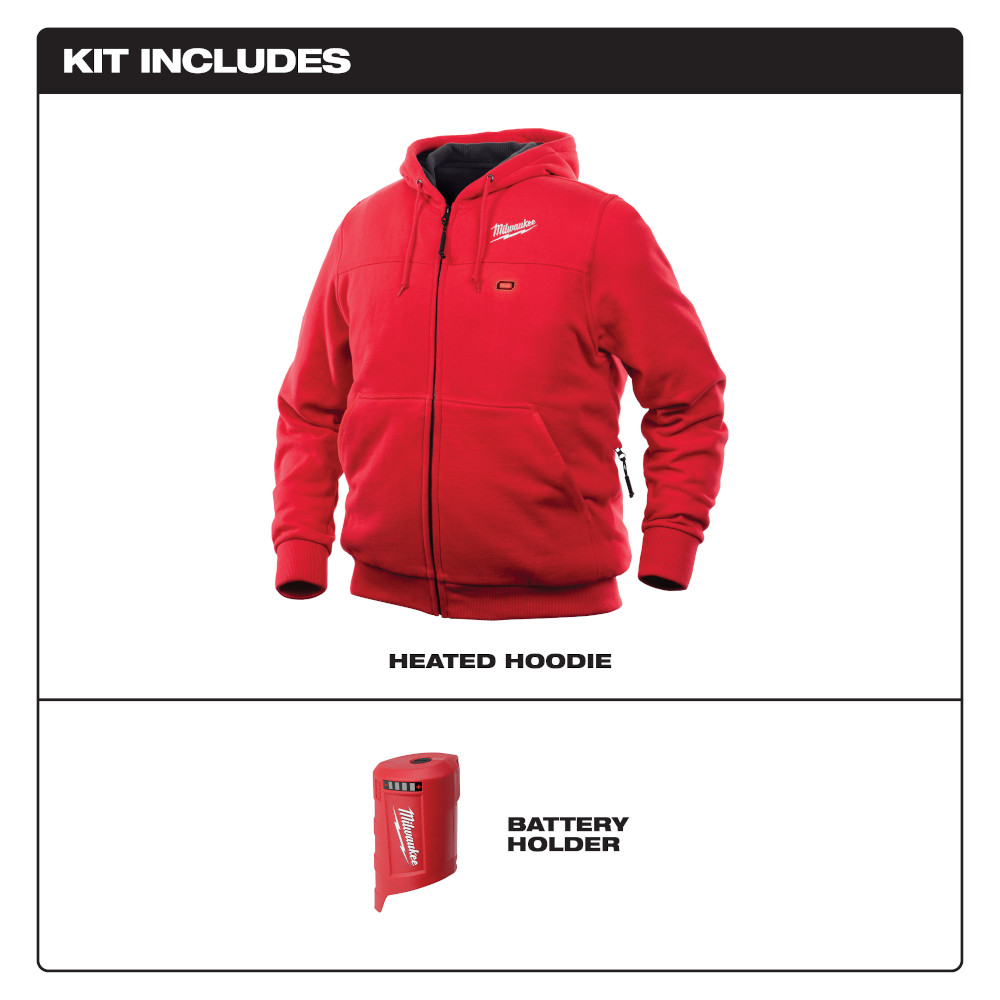 KIT INCLUDES
Milwaukee
HEATED HOODIE
Milwaukee
BATTERY
HOLDER